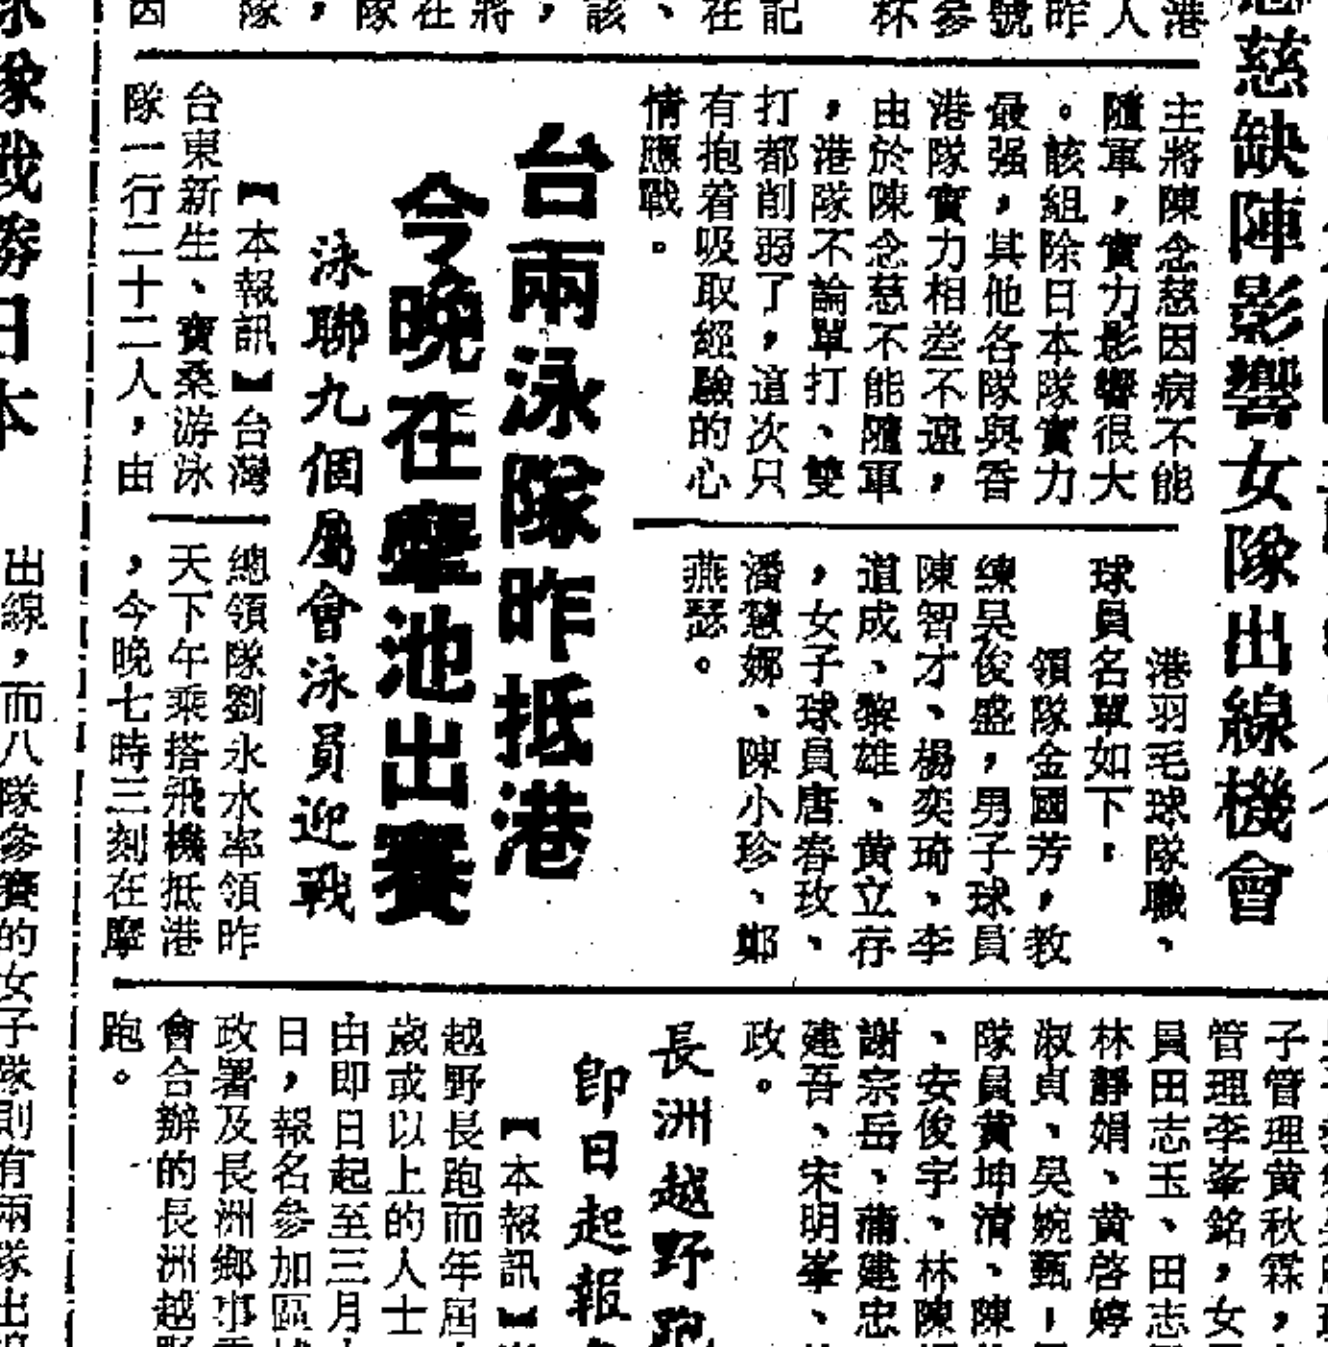 慈缺陣影響女隊出線機會
主將陳念慈因病不能
隨軍，實力影響很大
。該組除日本隊實力
最强，其他各隊與香
港隊實力相差不遠，
由於陳念慈不能隨軍
，港隊不論單打、雙
打都削弱了，這次只
有抱着吸取經驗的心
情應戰。
港羽毛球隊職、
球員名單如下：
領隊金國芳，教
練吴俊盛，男子球員
陳智才、楊奕琦、李
道成、黎雄、黄立存
，女子球員唐春玫、
潘慧娜、陳小珍、鄭
燕瑟。
台兩泳隊昨抵港
今晚在摩池出賽
泳聯九個屬會泳員迎戰
【本報訊】台灣
台東新生、寶桑游泳
隊一行二十二人，由
總領隊劉永水率領昨
天下午乘搭飛機抵港
，今晚七時三刻在摩
子管理黄秋霖，
管理李峯銘，女
員田志玉、田志
林靜娟、黄啓婷
淑貞、吴婉甄，
隊員黄坤清、陳
、安俊宇、林陳
謝宗岳、蒲建忠
建吾、宋明峯、
政。
長洲越野跑
即日起報
【本報訊】
越野長跑而年屆
歲或以上的人士
由即日起至三月
日，報名參加區
政署及長洲鄉事
會合辦的長洲越野
跑。
泳隊戰勝日本
出線，而八隊參賽的女子隊則有兩隊出